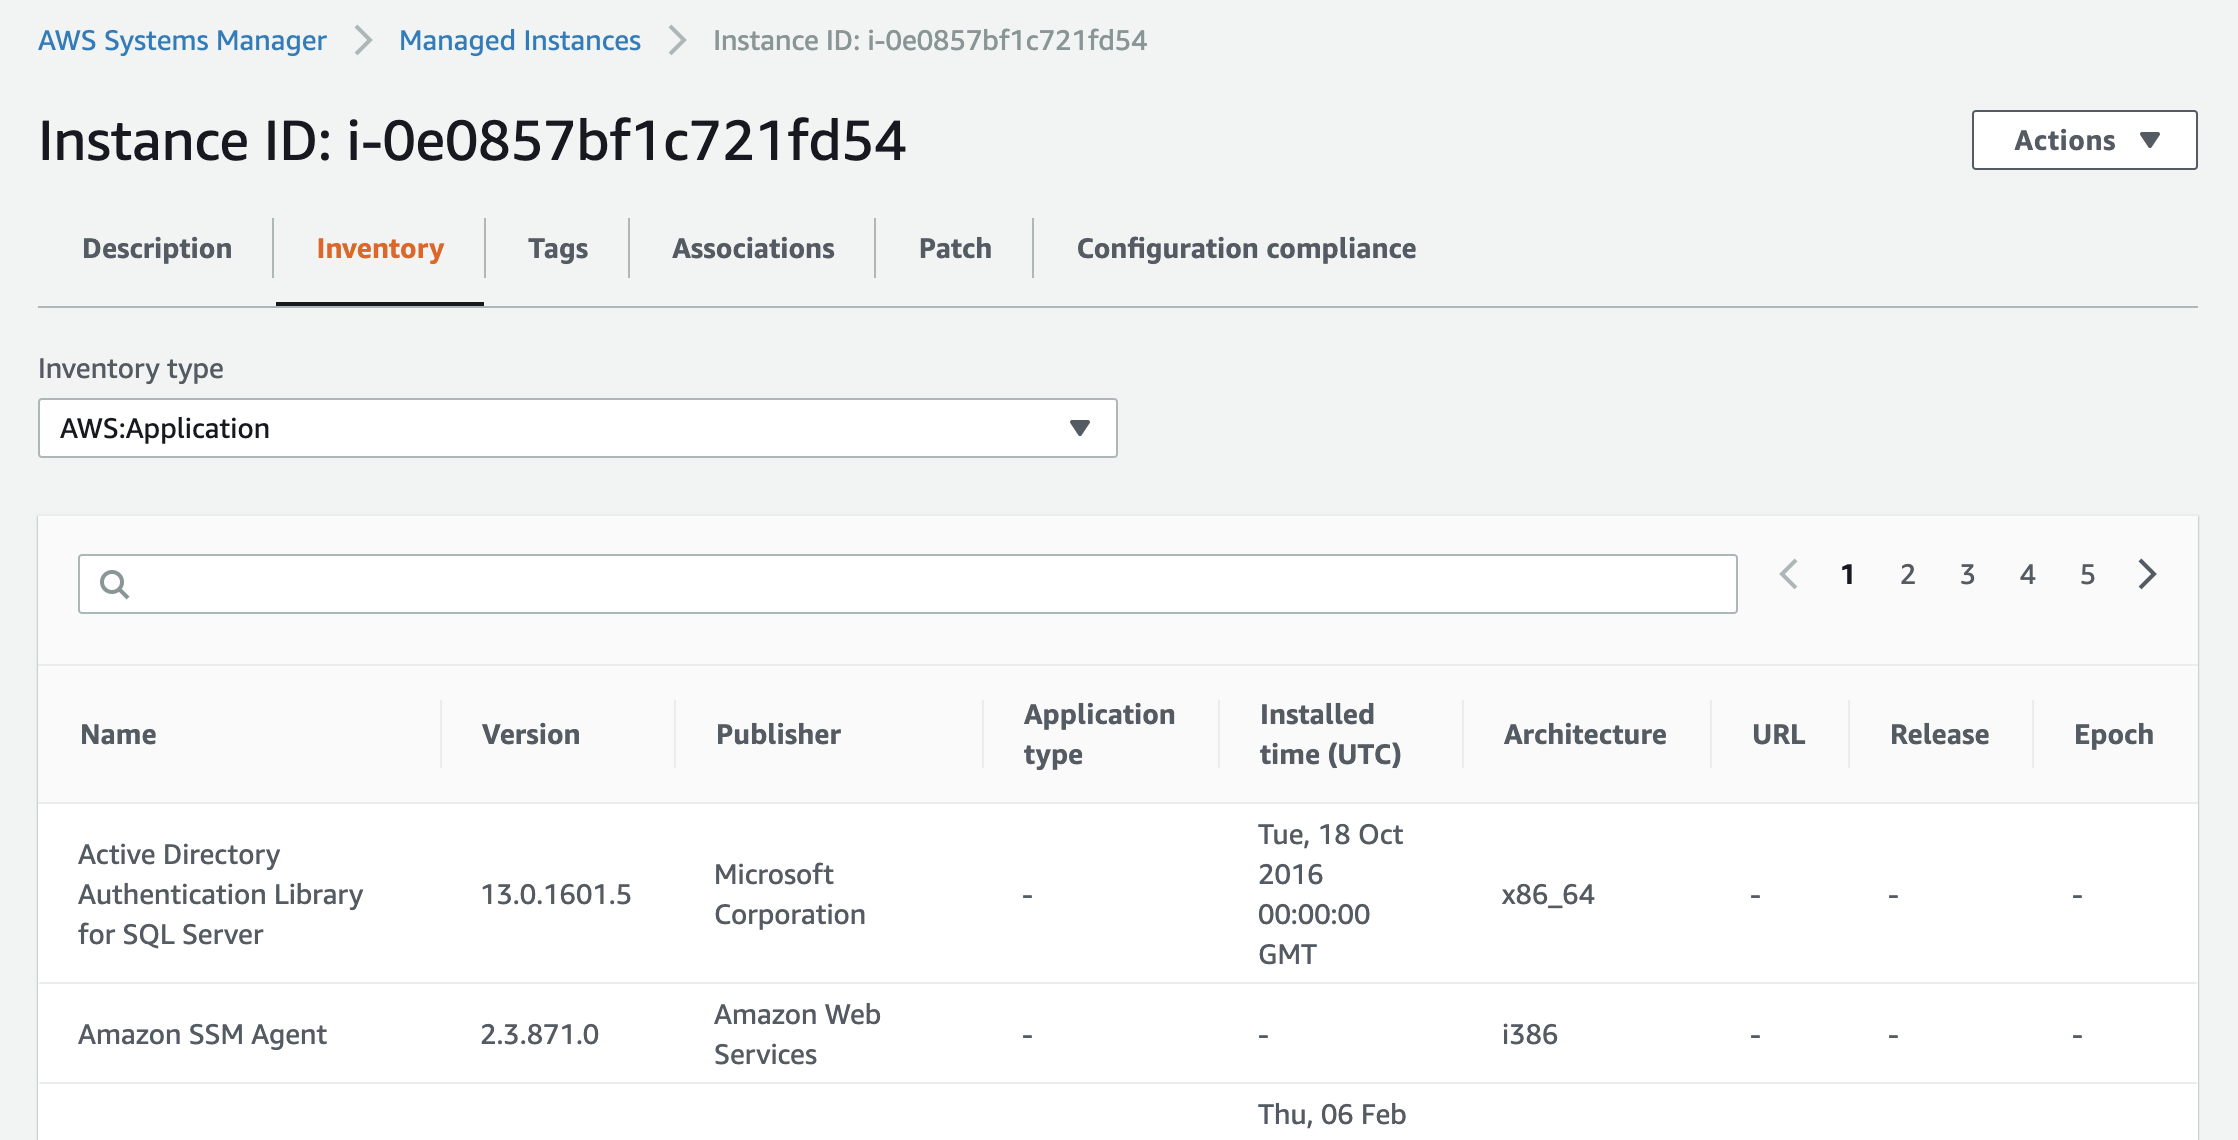 AWS Systems Manager > Managed Instances > Instance ID: i-0e0857bf1c721fd54
Instance ID: i-0e0857bf1c721fd54
Actions
Description
Inventory
Tags
Associations
Patch
Configuration compliance
Inventory type
AWS:Application
1 2 3 4 5
Name
Version
Publisher
Application
type
Installed
time (UTC)
Architecture
URL
Release
Epoch
Active Directory
Authentication Library
for SQL Server
13.0.1601.5
Microsoft
Corporation
-
Tue, 18 Oct
2016
00:00:00
GMT
x86_64
-
-
-
Amazon SSM Agent
2.3.871.0
Amazon Web
Services
-
-
i386
-
-
-
Thu, 06 Feb